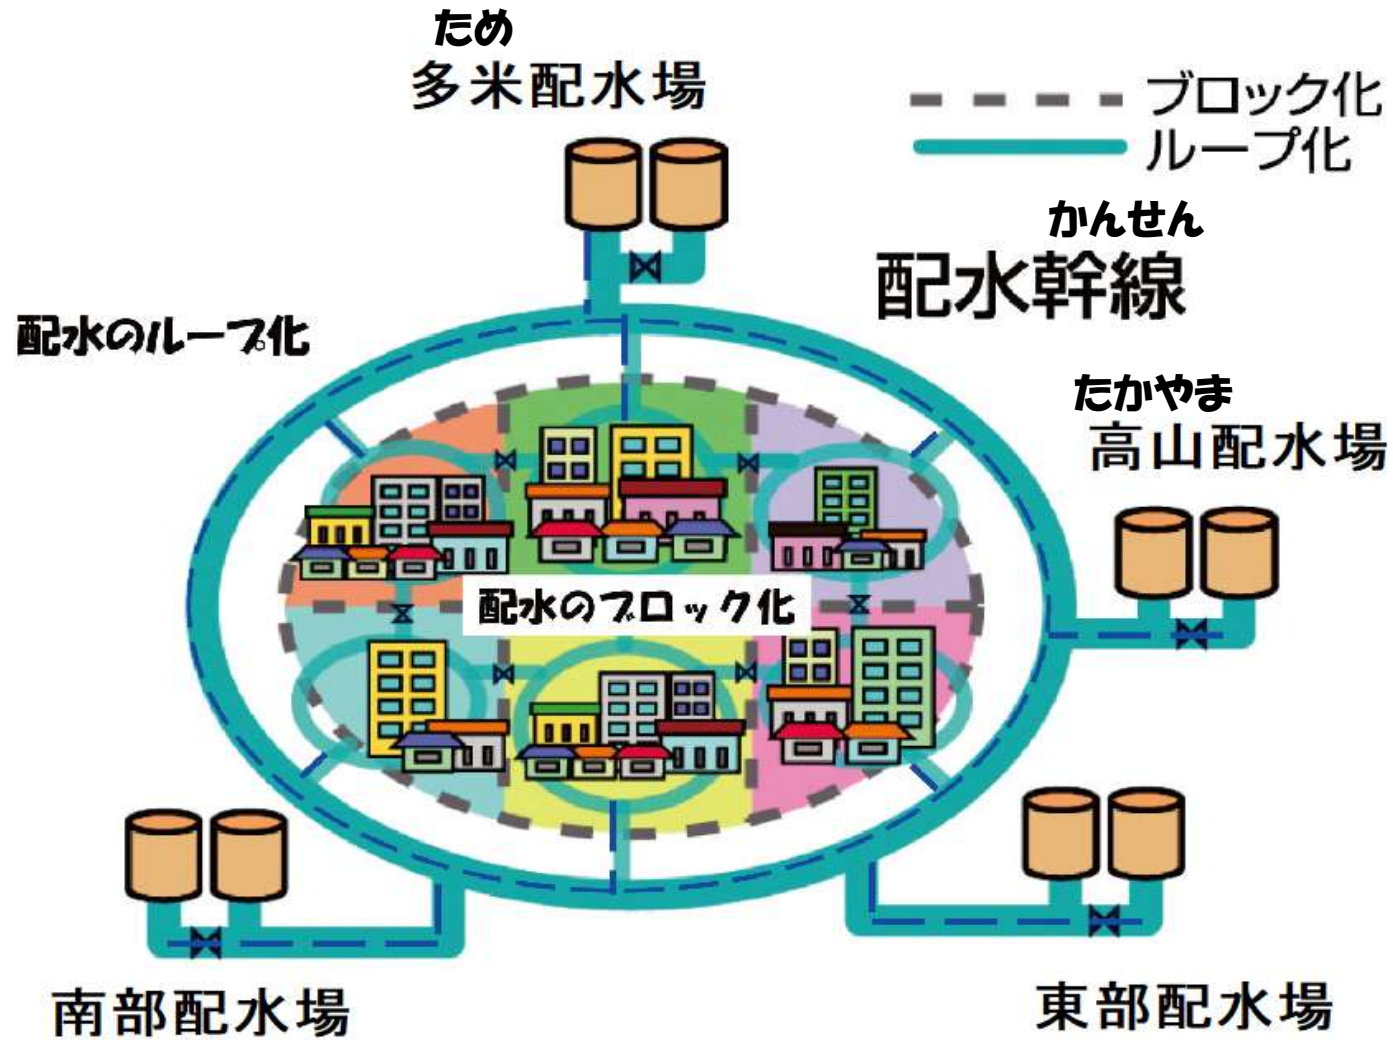 ため
多米配水場
ブロック化
ループ化
かんせん
配水幹線
配水のループ化
たかやま
高山配水場
配水のブロック化
南部配水場
東部配水場